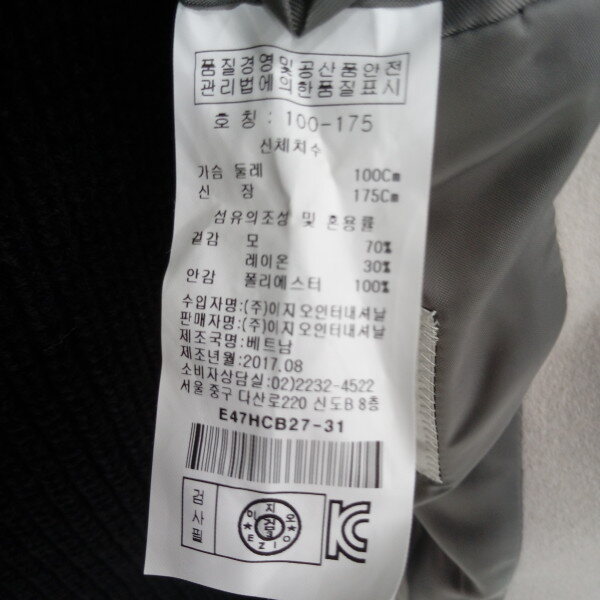 품질경영및공산품안전
관리법에의한품질표시
호 칭 : 100-175
신체치수
가슴 둘레 100Cm
신 장 175Cm
섬유의조성 및 혼용률
겉감 모 70%
레이온 30%
안감 폴리에스터 100%
수입자명:(주)이지오인터내셔날
판매자명:(주)이지오인터내셔날
제조국명:베트남
제조년월:2017.08
소비자상담실:02)2232-4522
서울 중구 다산로220 신도B 8층
E47HCB27-31
검사필
이지오
EZIO